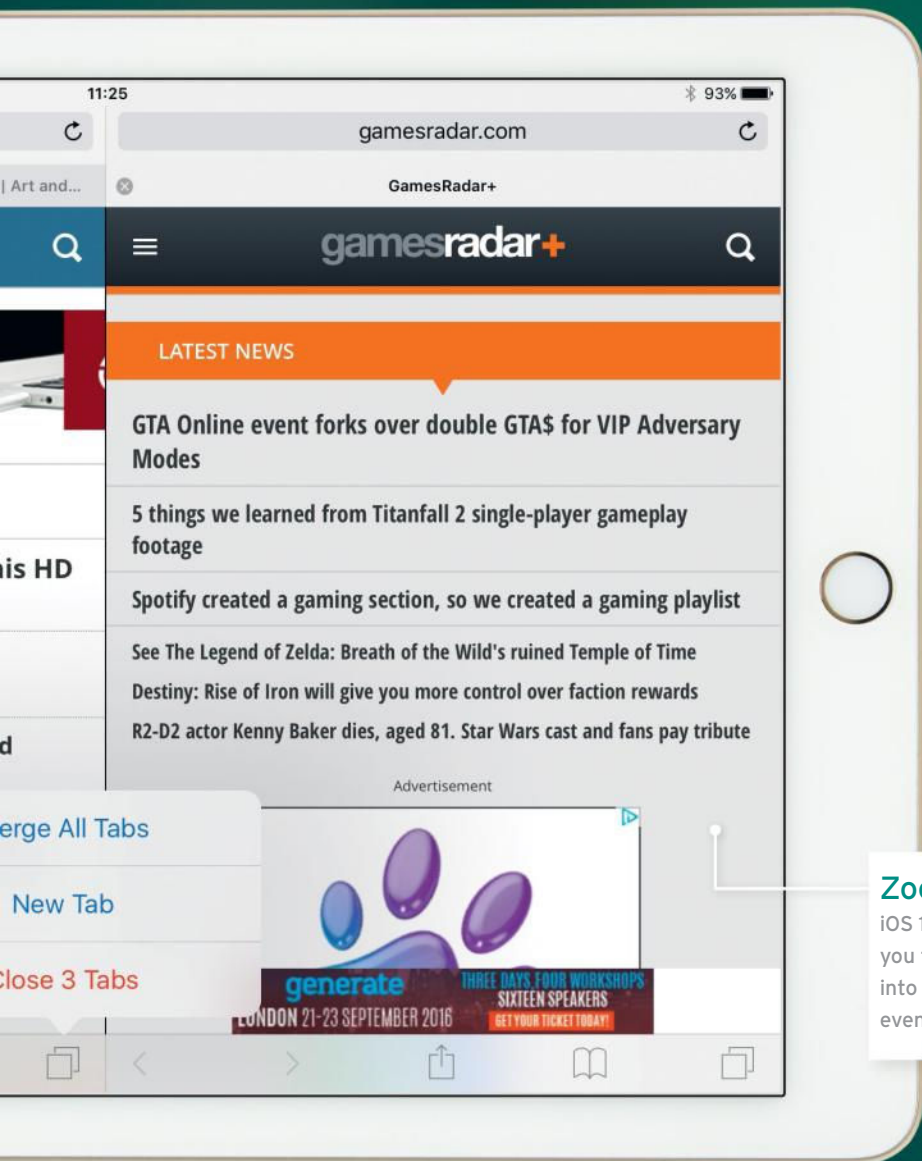 11:25
93%
gamesradar.com
| Art and...
GamesRadar+
gamesradar+
LATEST NEWS
GTA Online event forks over double GTA$ for VIP Adversary
Modes
5 things we learned from Titanfall 2 single-player gameplay
footage
HD
Spotify created a gaming section, so we created a gaming playlist
See The Legend of Zelda: Breath of the Wild's ruined Temple of Time
Destiny: Rise of Iron will give you more control over faction rewards
R2-D2 actor Kenny Baker dies, aged 81. Star Wars cast and fans pay tribute
Advertisement
erge All Tabs
New Tab
Close 3 Tabs
generate
THREE DAYS, FOUR WORKSHOPS
SIXTEEN SPEAKERS
LONDON 21-23 SEPTEMBER 2016
GET YOUR TICKET TODAY!
Zo
iOS
you
into
even